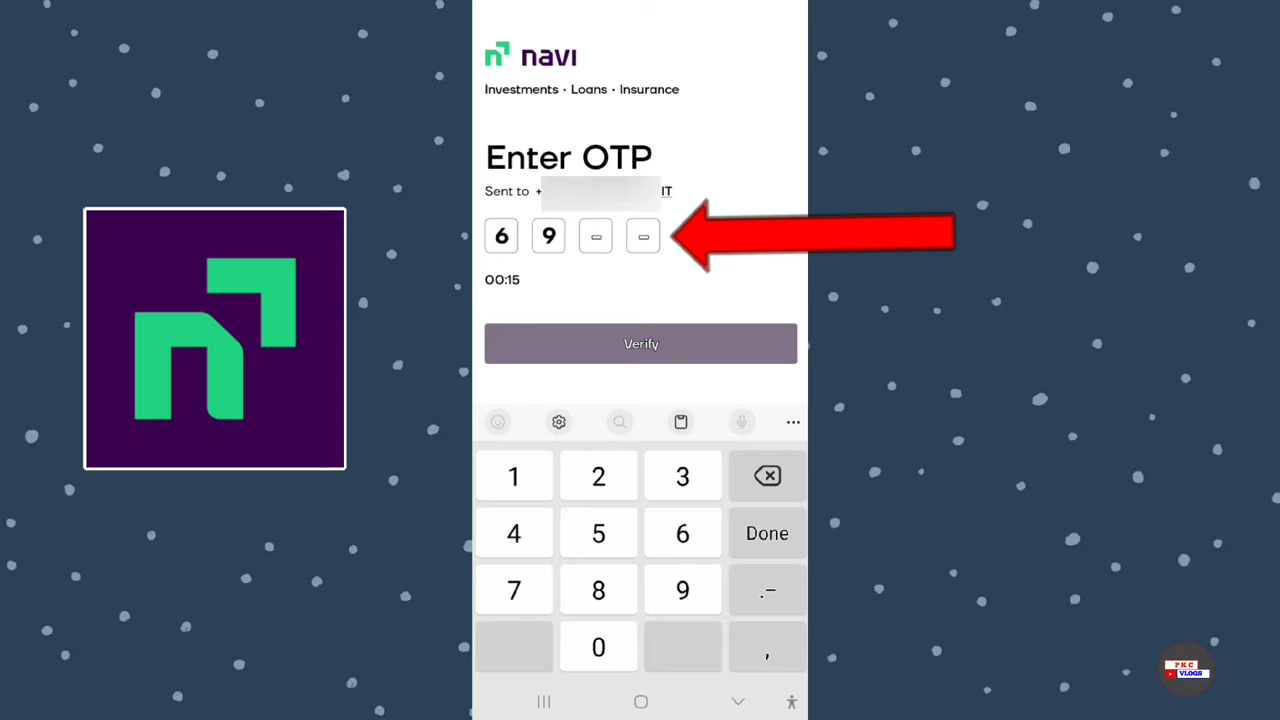 navi
Investments · Loans · Insurance
Enter OTP
Sent to +
IT
6 9
00:15
Verify
1 2 3
4 5 6 Done
7 8 9 .-
0 ,
PKC
VLOGS